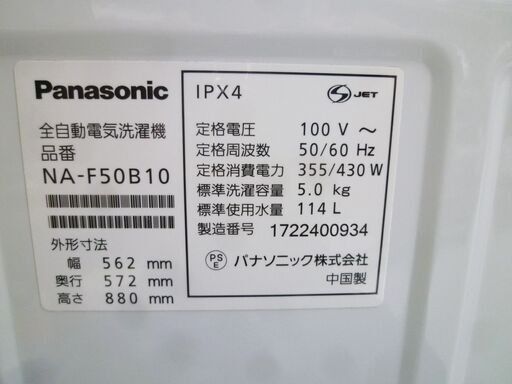 Panasonic
全自動電気洗濯機
品番
NA-F50B10
外形寸法
幅 562 mm
奥行 572 mm
高さ 880 mm
IPX4
S JET
定格電圧 100 V ～
定格周波数 50/60 Hz
定格消費電力 355/430 W
標準洗濯容量 5.0 kg
標準使用水量 114 L
製造番号 1722400934
PS
E
パナソニック株式会社
中国製